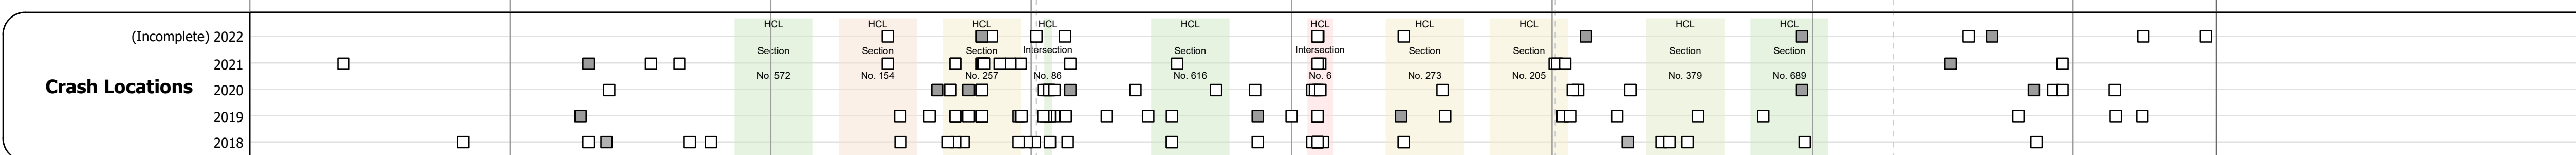 Crash Locations
(Incomplete) 2022
2021
2020
2019
2018
HCL
Section
No. 572
HCL
Section
No. 154
HCL
Section
No. 257
HCL
Intersection
No. 86
HCL
Section
No. 616
HCL
Intersection
No. 6
HCL
Section
No. 273
HCL
Section
No. 205
HCL
Section
No. 379
HCL
Section
No. 689